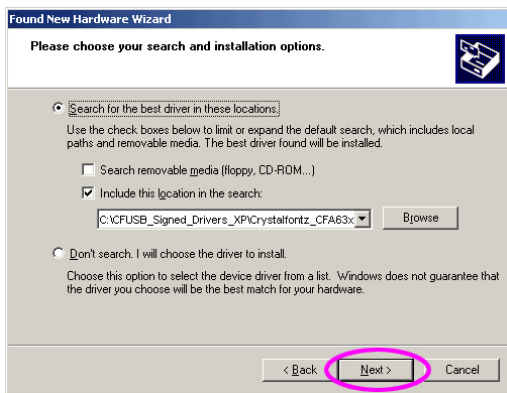 Found New Hardware Wizard
Please choose your search and installation options.
Search for the best driver in these locations.
Use the check boxes below to limit or expand the default search, which includes local
paths and removable media. The best driver found will be installed.
Search removable media (floppy, CD-ROM...)
Include this location in the search:
C:\CFUSB_Signed_Drivers_XP\Crystalfontz_CFA63x
Browse
Don't search. I will choose the driver to install.
Choose this option to select the device driver from a list. Windows does not guarantee that
the driver you choose will be the best match for your hardware.
< Back
Next >
Cancel